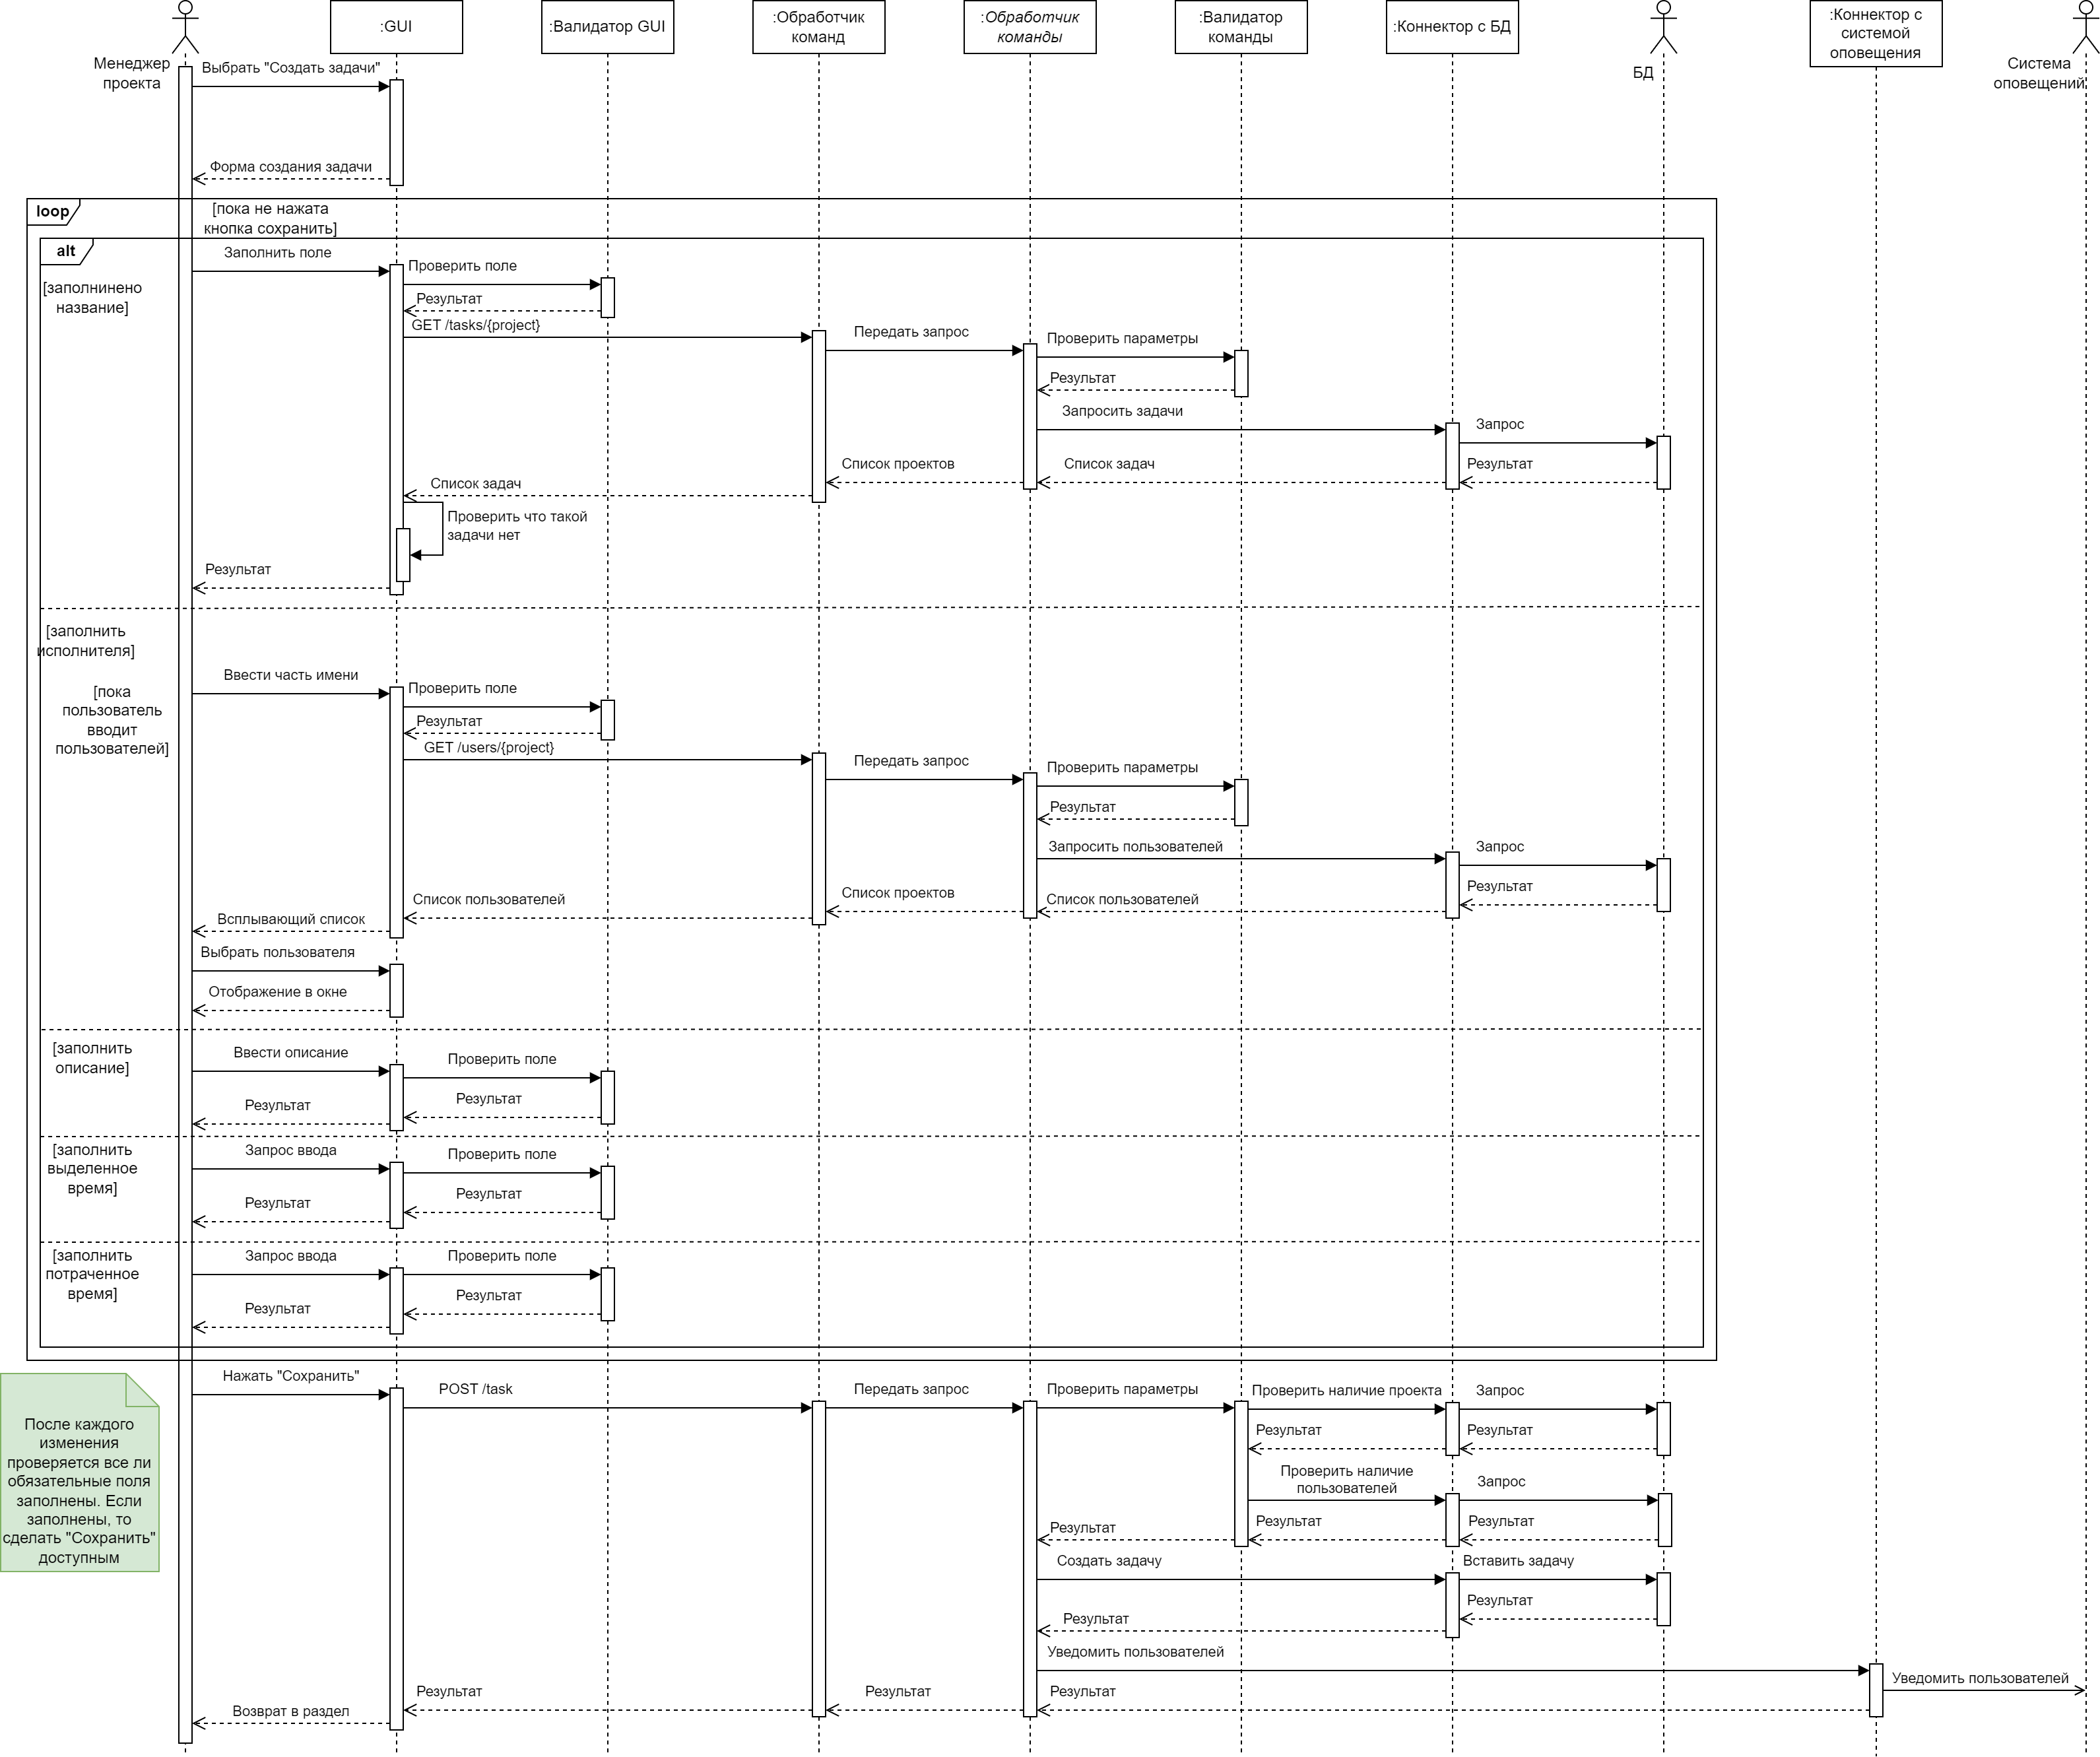 :GUI
:Валидатор GUI
:Обработчик
команд
:Обработчик
команды
:Валидатор
команды
:Коннектор с БД
:Коннектор с
системой
оповещения
Менеджер
проекта
БД
Система
оповещений
Выбрать "Создать задачи"
Форма создания задачи
loop
[пока не нажата
кнопка сохранить]
alt
Заполнить поле
Проверить поле
[заполнинено
название]
Результат
GET /tasks/{project}
Передать запрос
Проверить параметры
Результат
Запросить задачи
Запрос
Список проектов
Список задач
Результат
Список задач
Проверить что такой
задачи нет
Результат
[заполнить
исполнителя]
Ввести часть имени
Проверить поле
[пока
пользователь
вводит
пользователей]
Результат
GET /users/{project}
Передать запрос
Проверить параметры
Результат
Запросить пользователей
Запрос
Результат
Список пользователей
Список проектов
Список пользователей
Всплывающий список
Выбрать пользователя
Отображение в окне
[заполнить
описание]
Ввести описание
Проверить поле
Результат
Результат
[заполнить
выделенное
время]
Запрос ввода
Проверить поле
Результат
Результат
[заполнить
потраченное
время]
Запрос ввода
Проверить поле
Результат
Результат
Нажать "Сохранить"
POST /task
Передать запрос
Проверить параметры
Проверить наличие проекта
Запрос
Результат
Результат
После каждого
изменения
проверяется все ли
обязательные поля
заполнены. Если
заполнены, то
сделать "Сохранить"
доступным
Проверить наличие
пользователей
Запрос
Результат
Результат
Результат
Создать задачу
Вставить задачу
Результат
Результат
Уведомить пользователей
Уведомить пользователей
Результат
Результат
Результат
Возврат в раздел